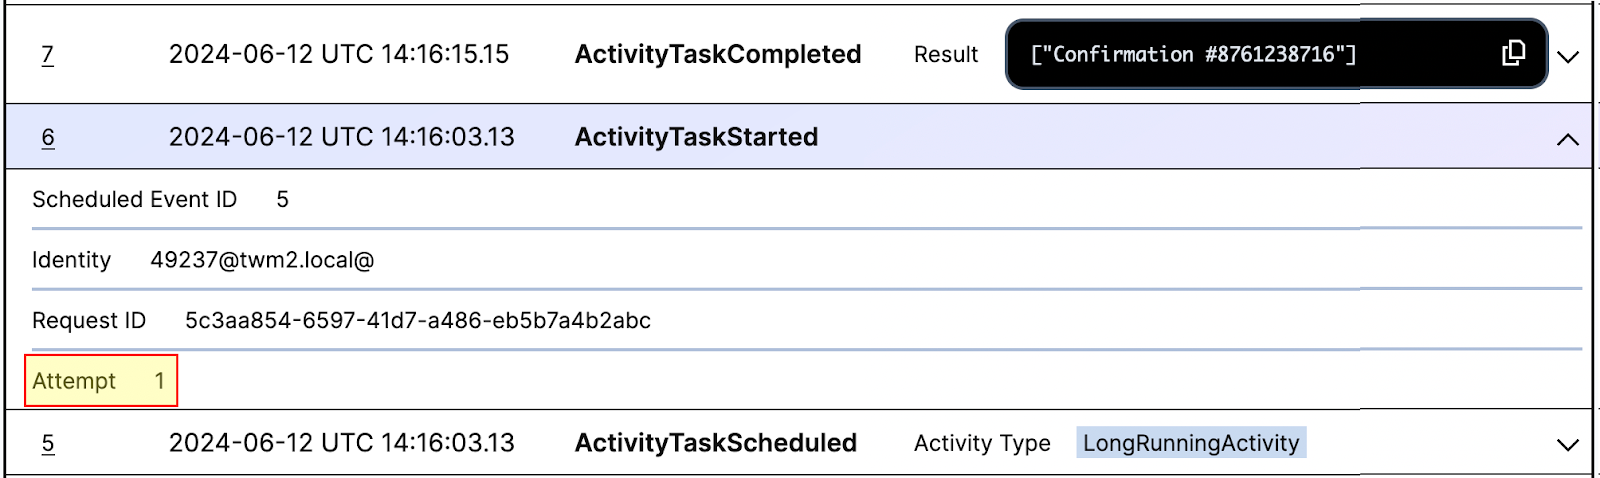 7 2024-06-12 UTC 14:16:15.15 ActivityTaskCompleted Result ["Confirmation #8761238716"]
6 2024-06-12 UTC 14:16:03.13 ActivityTaskStarted
Scheduled Event ID 5
Identity 49237@twm2.local@
Request ID 5c3aa854-6597-41d7-a486-eb5b7a4b2abc
Attempt 1
5 2024-06-12 UTC 14:16:03.13 ActivityTaskScheduled Activity Type LongRunningActivity